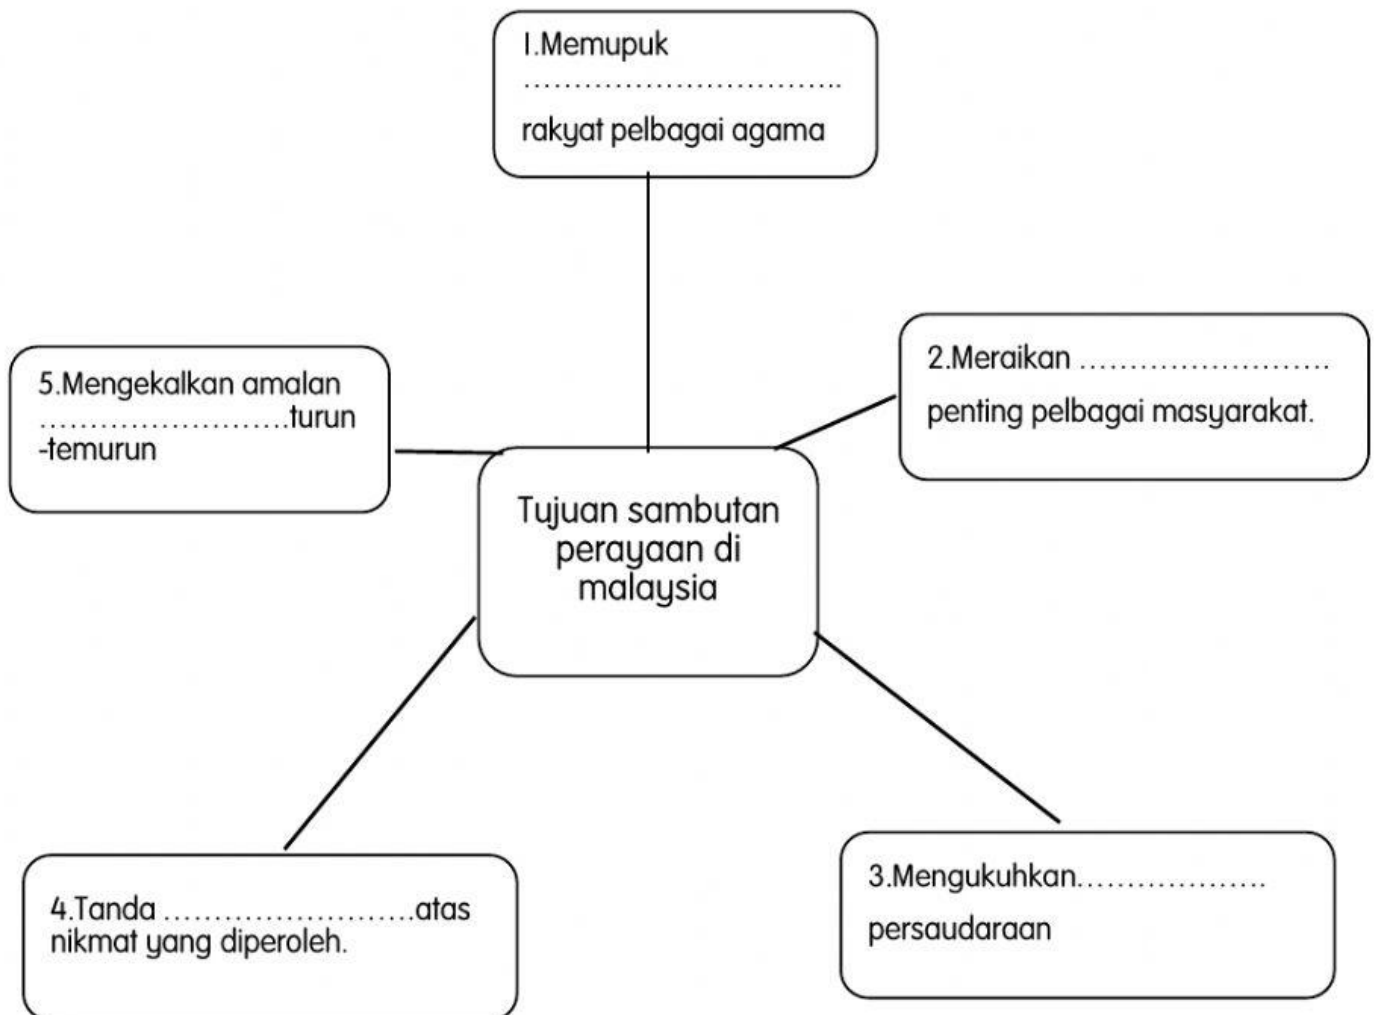 1.Memupuk
................................
rakyat pelbagai agama
2.Meraikan .........................
penting pelbagai masyarakat.
5.Mengekalkan amalan
.........................turun
-temurun
Tujuan sambutan
perayaan di
malaysia
3.Mengukuhkan...................
persaudaraan
4.Tanda .........................atas
nikmat yang diperoleh.